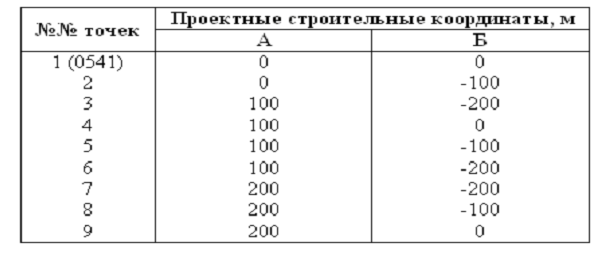 №№ точек Проектные строительные координаты, м
А Б
1 (0541) 0 0
2 0 -100
3 100 -200
4 100 0
5 100 -100
6 100 -200
7 200 -200
8 200 -100
9 200 0